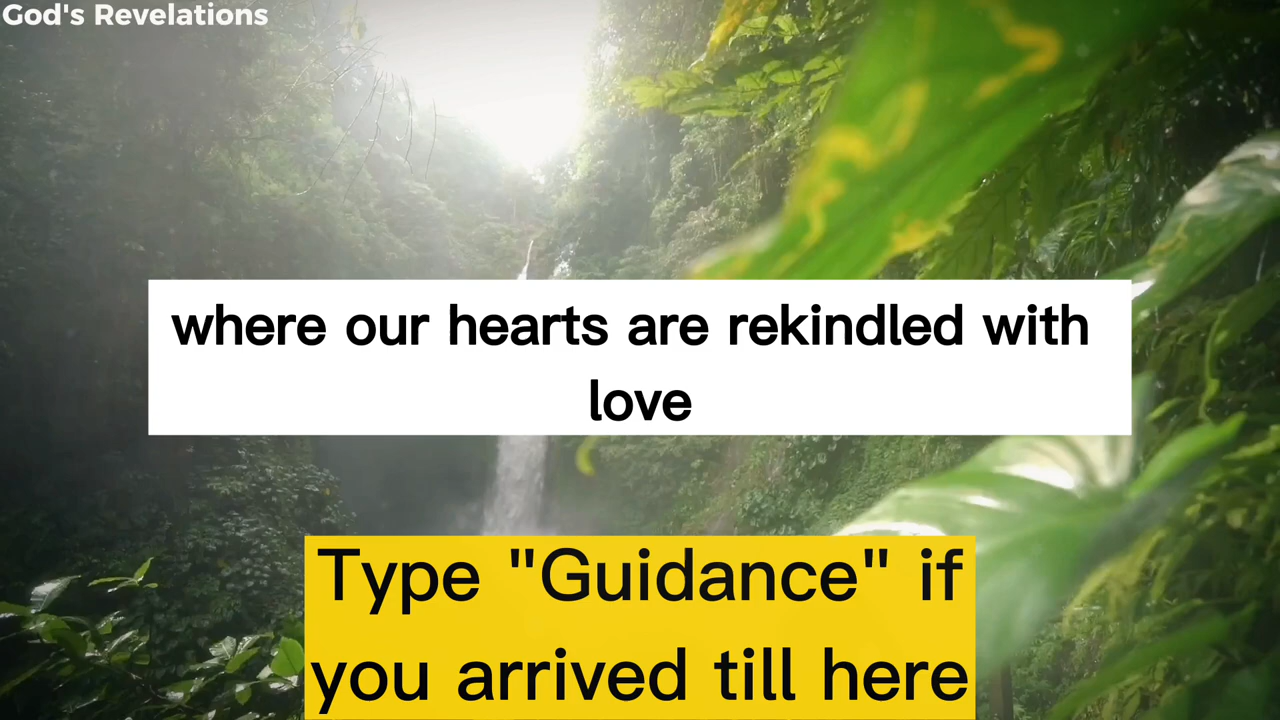 God's Revelations
where our hearts are rekindled with
love
Type "Guidance" if
you arrived till here